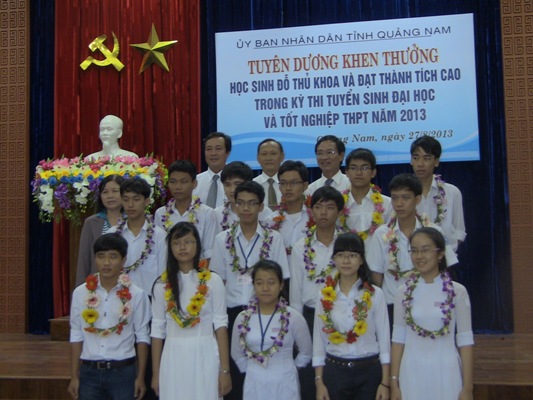 ỦY BAN NHÂN DÂN TỈNH QUẢNG NAM
TUYÊN DƯƠNG KHEN THƯỞNG
HỌC SINH ĐỖ THỦ KHOA VÀ ĐẠT THÀNH TÍCH CAO
TRONG KỲ THI TUYỂN SINH ĐẠI HỌC
VÀ TỐT NGHIỆP THPT NĂM 2013
Quảng Nam, ngày 27/8/2013